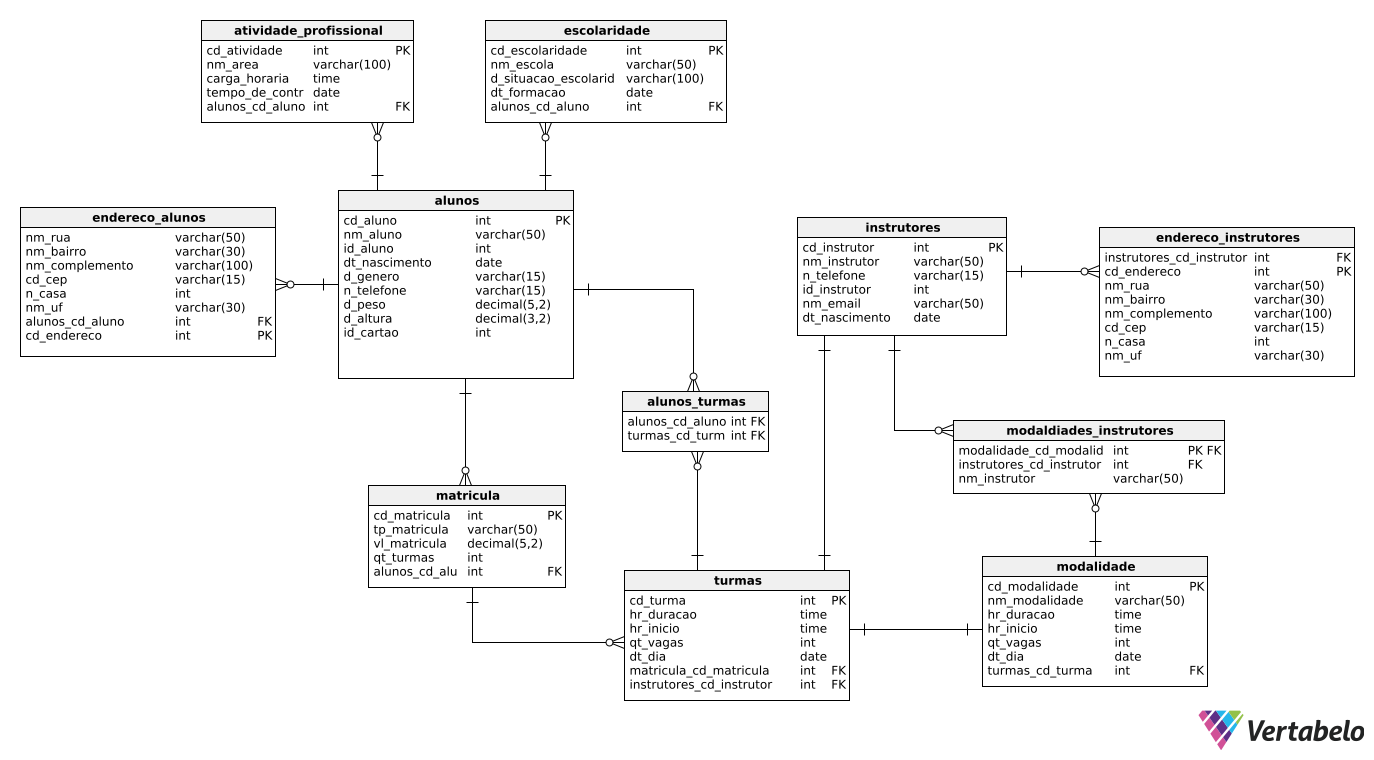 atividade_profissional
cd_atividade int PK
nm_area varchar(100)
carga_horaria time
tempo_de_contr date
alunos_cd_aluno int FK
escolaridade
cd_escolaridade int PK
nm_escola varchar(50)
d_situacao_escolarid varchar(100)
dt_formacao date
alunos_cd_aluno int FK
endereco_alunos
nm_rua varchar(50)
nm_bairro varchar(30)
nm_complemento varchar(100)
cd_cep varchar(15)
n_casa int
nm_uf varchar(30)
alunos_cd_aluno int FK
cd_endereco int PK
alunos
cd_aluno int PK
nm_aluno varchar(50)
id_aluno int
dt_nascimento date
d_genero varchar(15)
n_telefone varchar(15)
d_peso decimal(5,2)
d_altura decimal(3,2)
id_cartao int
instrutores
cd_instrutor int PK
nm_instrutor varchar(50)
n_telefone varchar(15)
id_instrutor int
nm_email varchar(50)
dt_nascimento date
endereco_instrutores
instrutores_cd_instrutor int FK
cd_endereco int PK
nm_rua varchar(50)
nm_bairro varchar(30)
nm_complemento varchar(100)
cd_cep varchar(15)
n_casa int
nm_uf varchar(30)
alunos_turmas
alunos_cd_aluno int FK
turmas_cd_turm int FK
modaldiades_instrutores
modalidade_cd_modalid int PK FK
instrutores_cd_instrutor int FK
nm_instrutor varchar(50)
matricula
cd_matricula int PK
tp_matricula varchar(50)
vl_matricula decimal(5,2)
qt_turmas int
alunos_cd_alu int FK
turmas
cd_turma int PK
hr_duracao time
hr_inicio time
qt_vagas int
dt_dia date
matricula_cd_matricula int FK
instrutores_cd_instrutor int FK
modalidade
cd_modalidade int PK
nm_modalidade varchar(50)
hr_duracao time
hr_inicio time
qt_vagas int
dt_dia date
turmas_cd_turma int FK
Vertabelo